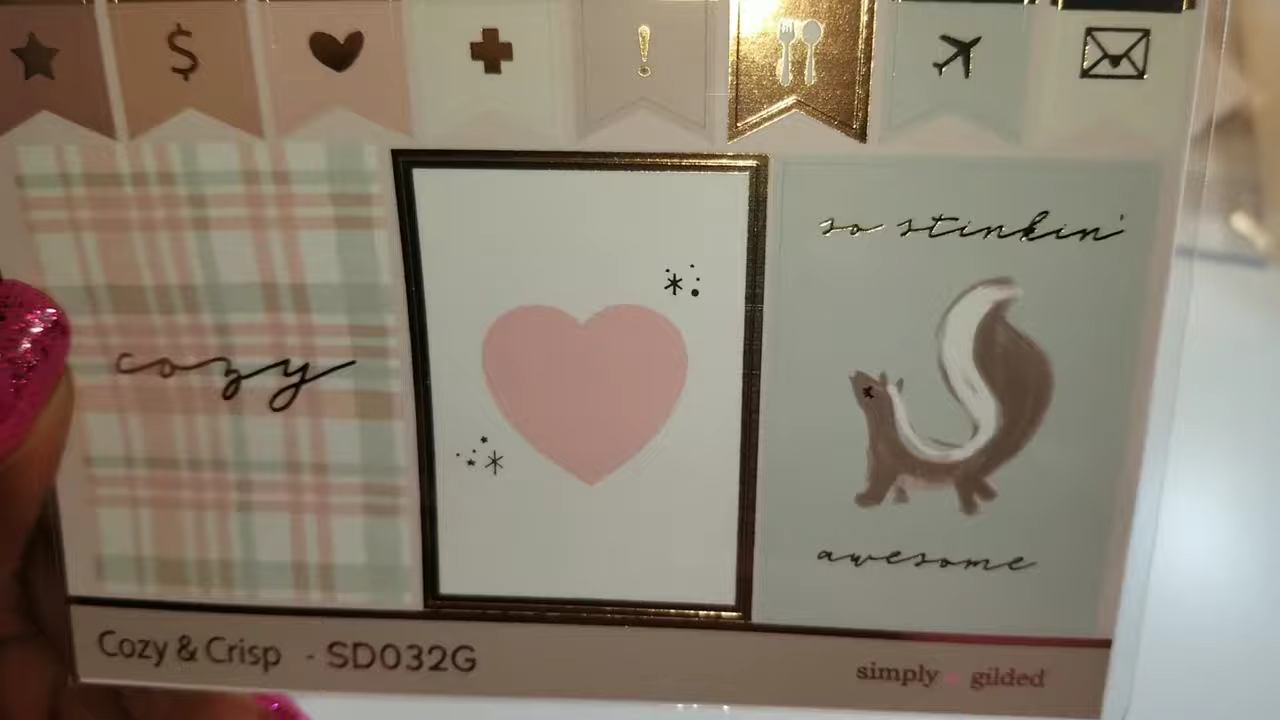 $
!
so stinkin'
cozy
awesome
Cozy & Crisp - SD032G
simply gilded